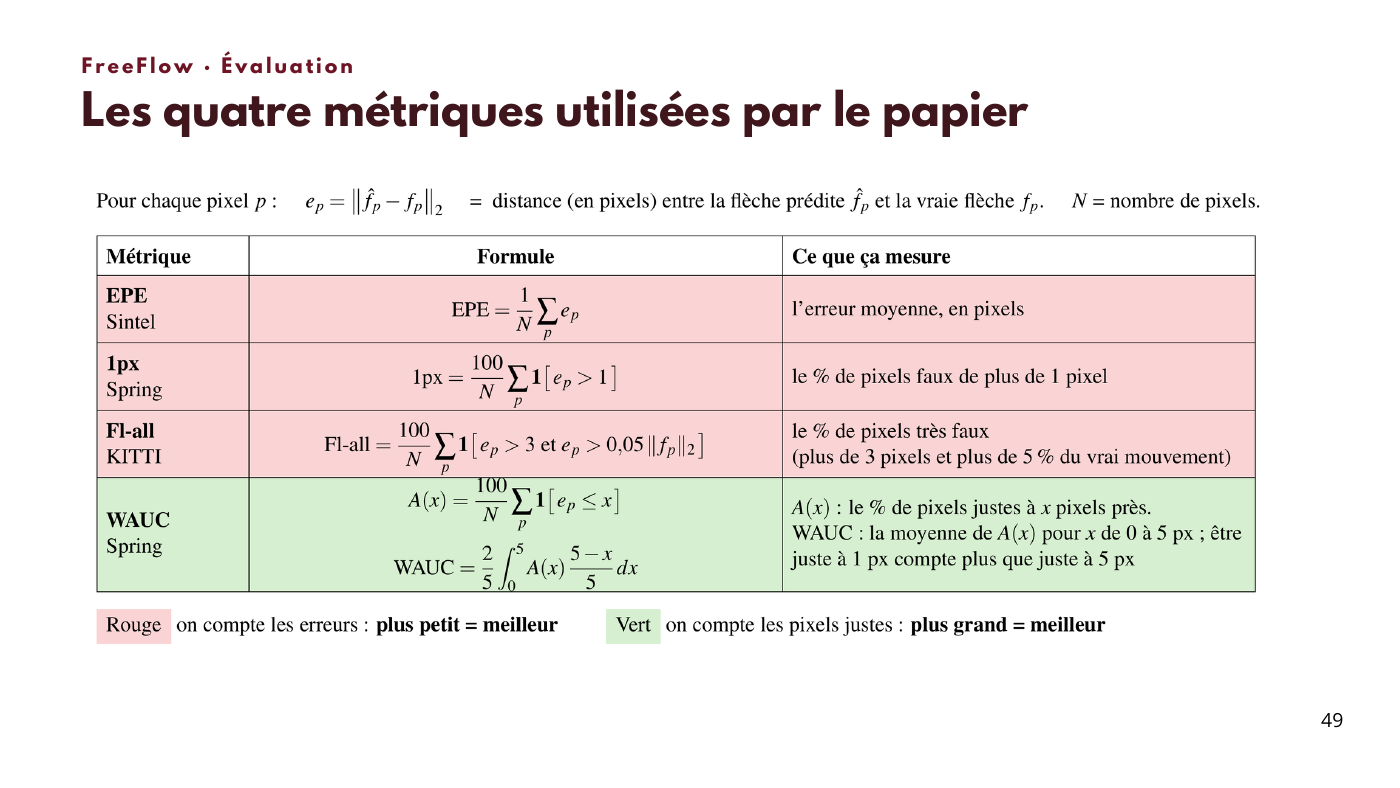 FreeFlow · Évaluation
Les quatre métriques utilisées par le papier
Pour chaque pixel p : e_p = ‖f̂_p − f_p‖_2 = distance (en pixels) entre la flèche prédite f̂_p et la vraie flèche f_p. N = nombre de pixels.
Métrique Formule Ce que ça mesure
EPE
Sintel
EPE = 1/N ∑_p e_p
l’erreur moyenne, en pixels
1px
Spring
1px = 100/N ∑_p 1[e_p > 1]
le % de pixels faux de plus de 1 pixel
Fl-all
KITTI
Fl-all = 100/N ∑_p 1[e_p > 3 et e_p > 0,05 ‖f_p‖_2]
le % de pixels très faux
(plus de 3 pixels et plus de 5 % du vrai mouvement)
WAUC
Spring
A(x) = 100/N ∑_p 1[e_p ≤ x]
WAUC = 2/5 ∫_0^5 A(x) (5 − x)/5 dx
A(x) : le % de pixels justes à x pixels près.
WAUC : la moyenne de A(x) pour x de 0 à 5 px ; être
juste à 1 px compte plus que juste à 5 px
Rouge on compte les erreurs : plus petit = meilleur Vert on compte les pixels justes : plus grand = meilleur
49